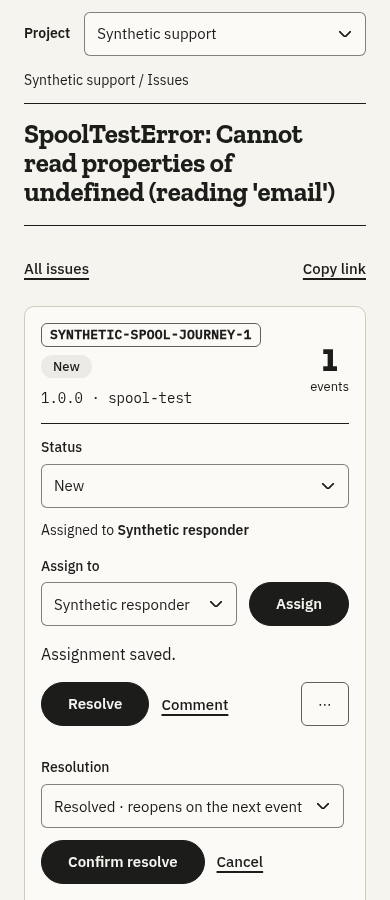 Project
Synthetic support
Synthetic support / Issues
SpoolTestError: Cannot
read properties of
undefined (reading 'email')
All issues
Copy link
SYNTHETIC-SPOOL-JOURNEY-1
New
1.0.0 · spool-test
1
events
Status
New
Assigned to Synthetic responder
Assign to
Synthetic responder
Assign
Assignment saved.
Resolve
Comment
···
Resolution
Resolved · reopens on the next event
Confirm resolve
Cancel